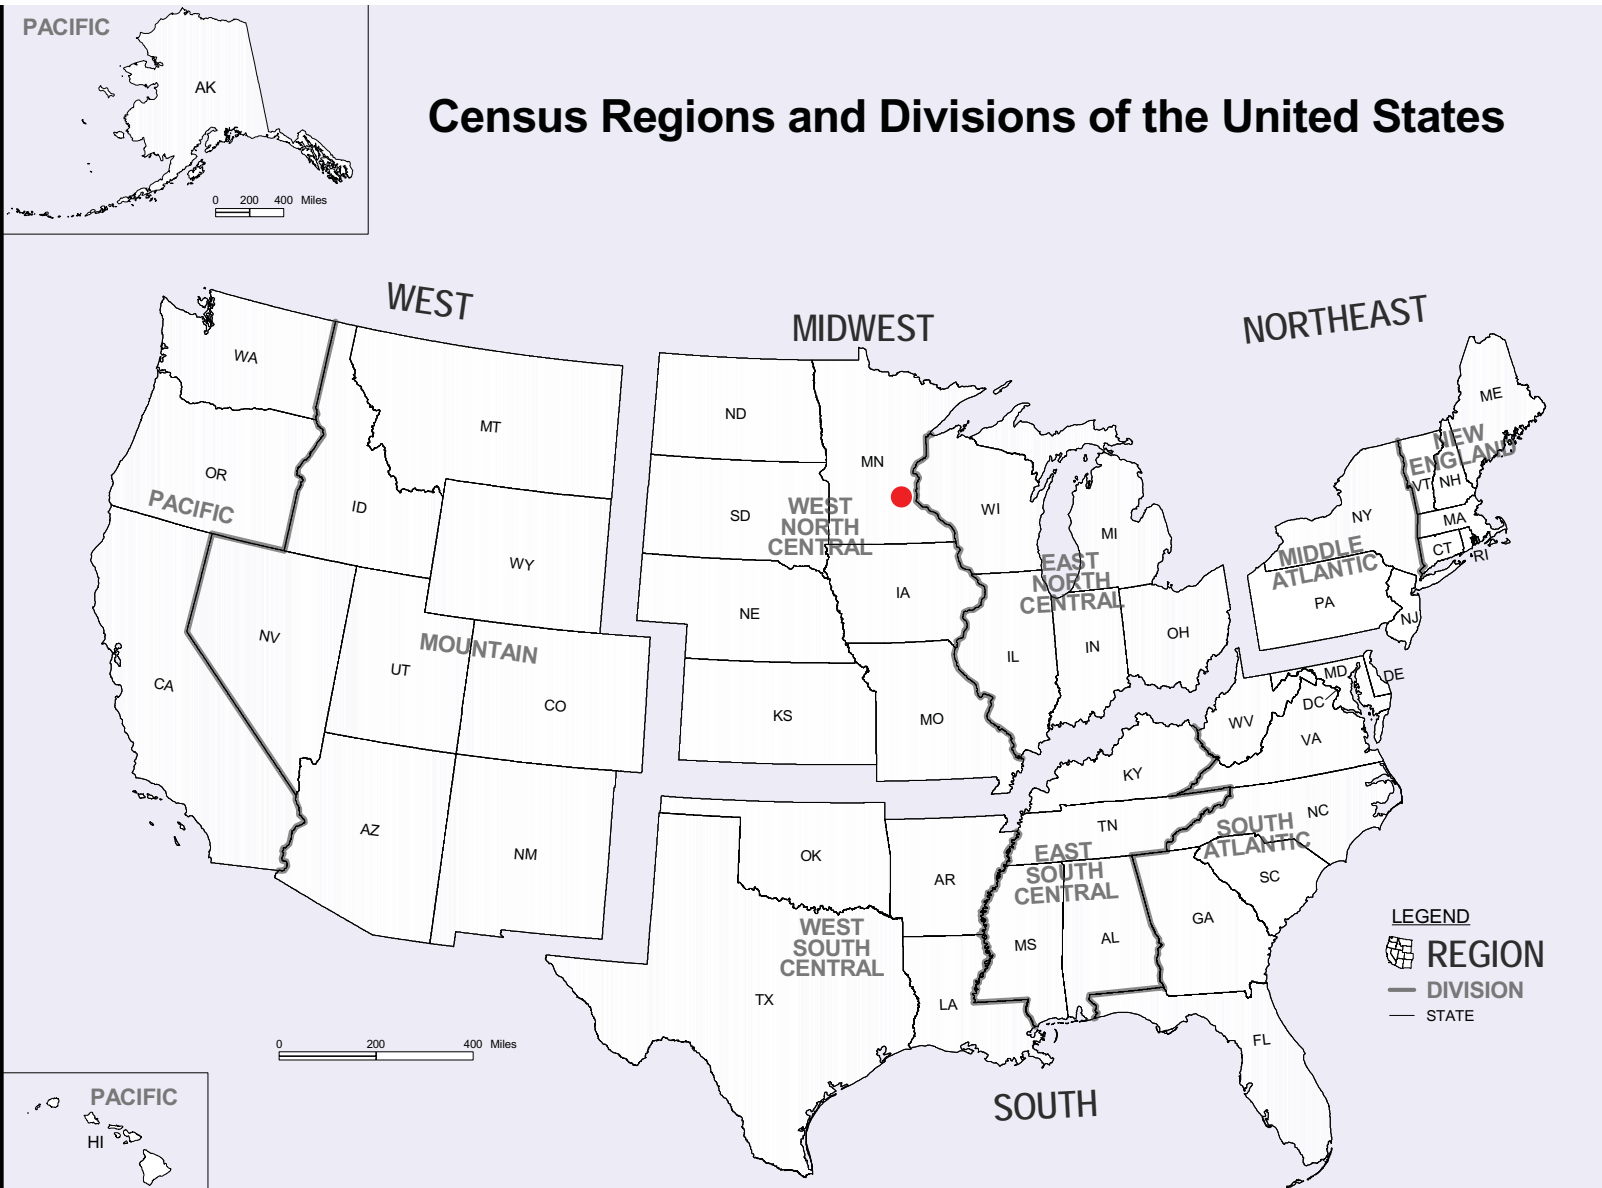 PACIFIC
AK
0 200 400 Miles
Census Regions and Divisions of the United States
WEST
MIDWEST
NORTHEAST
WA
MT
ND
MN
ME
OR
PACIFIC
ID
SD
WEST
NORTH
CENTRAL
WI
MI
NEW
ENGLAND
VT
NH
NY
MA
CT
RI
MIDDLE
ATLANTIC
WY
EAST
NORTH
CENTRAL
NE
IA
PA
NJ
NV
MOUNTAIN
UT
CA
CO
KS
MO
IL
IN
OH
MD
DE
DC
WV
VA
KY
AZ
NM
OK
AR
TN
NC
SOUTH
ATLANTIC
SC
EAST
SOUTH
CENTRAL
WEST
SOUTH
CENTRAL
MS
AL
GA
TX
LA
FL
LEGEND
REGION
DIVISION
STATE
0 200 400 Miles
SOUTH
PACIFIC
HI